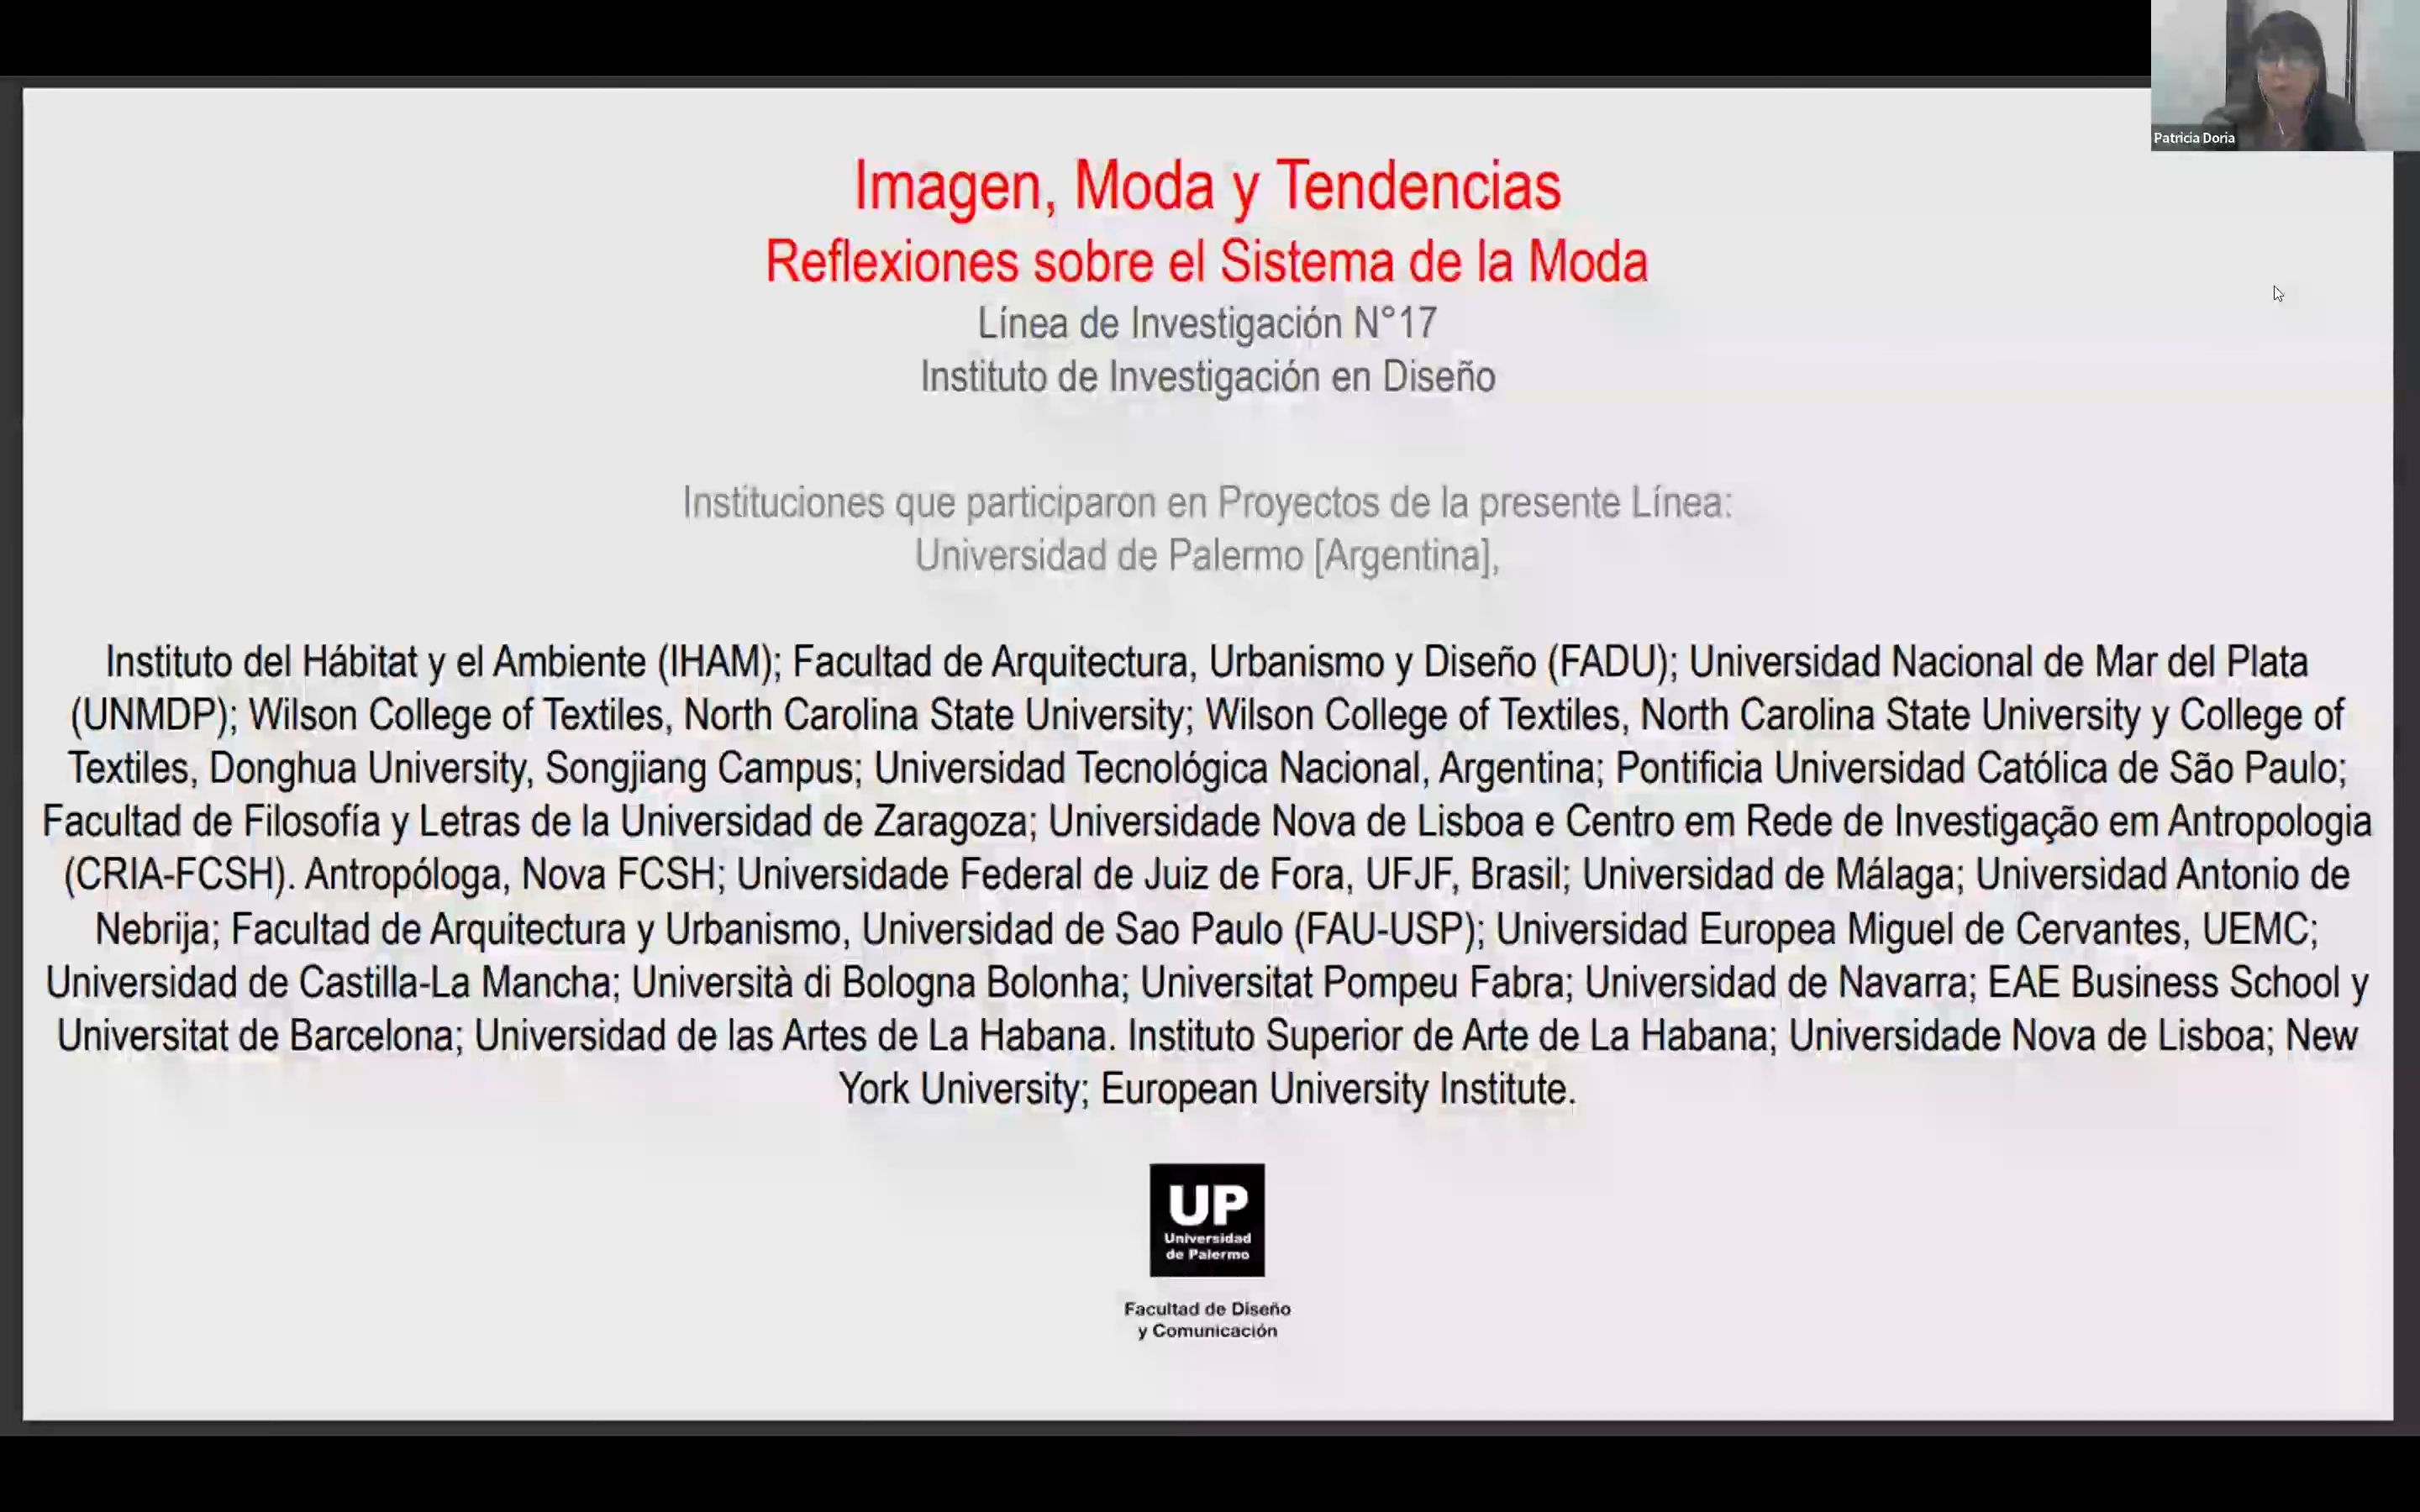 Patricia Doria
Imagen, Moda y Tendencias
Reflexiones sobre el Sistema de la Moda
Línea de Investigación N°17
Instituto de Investigación en Diseño
Instituciones que participaron en Proyectos de la presente Línea:
Universidad de Palermo [Argentina],
Instituto del Hábitat y el Ambiente (IHAM); Facultad de Arquitectura, Urbanismo y Diseño (FADU); Universidad Nacional de Mar del Plata
(UNMDP); Wilson College of Textiles, North Carolina State University; Wilson College of Textiles, North Carolina State University y College of
Textiles, Donghua University, Songjiang Campus; Universidad Tecnológica Nacional, Argentina; Pontificia Universidad Católica de São Paulo;
Facultad de Filosofía y Letras de la Universidad de Zaragoza; Universidade Nova de Lisboa e Centro em Rede de Investigação em Antropologia
(CRIA-FCSH). Antropóloga, Nova FCSH; Universidade Federal de Juiz de Fora, UFJF, Brasil; Universidad de Málaga; Universidad Antonio de
Nebrija; Facultad de Arquitectura y Urbanismo, Universidad de Sao Paulo (FAU-USP); Universidad Europea Miguel de Cervantes, UEMC;
Universidad de Castilla-La Mancha; Università di Bologna Bolonha; Universitat Pompeu Fabra; Universidad de Navarra; EAE Business School y
Universitat de Barcelona; Universidad de las Artes de La Habana. Instituto Superior de Arte de La Habana; Universidade Nova de Lisboa; New
York University; European University Institute.
UP
Universidad
de Palermo
Facultad de Diseño
y Comunicación